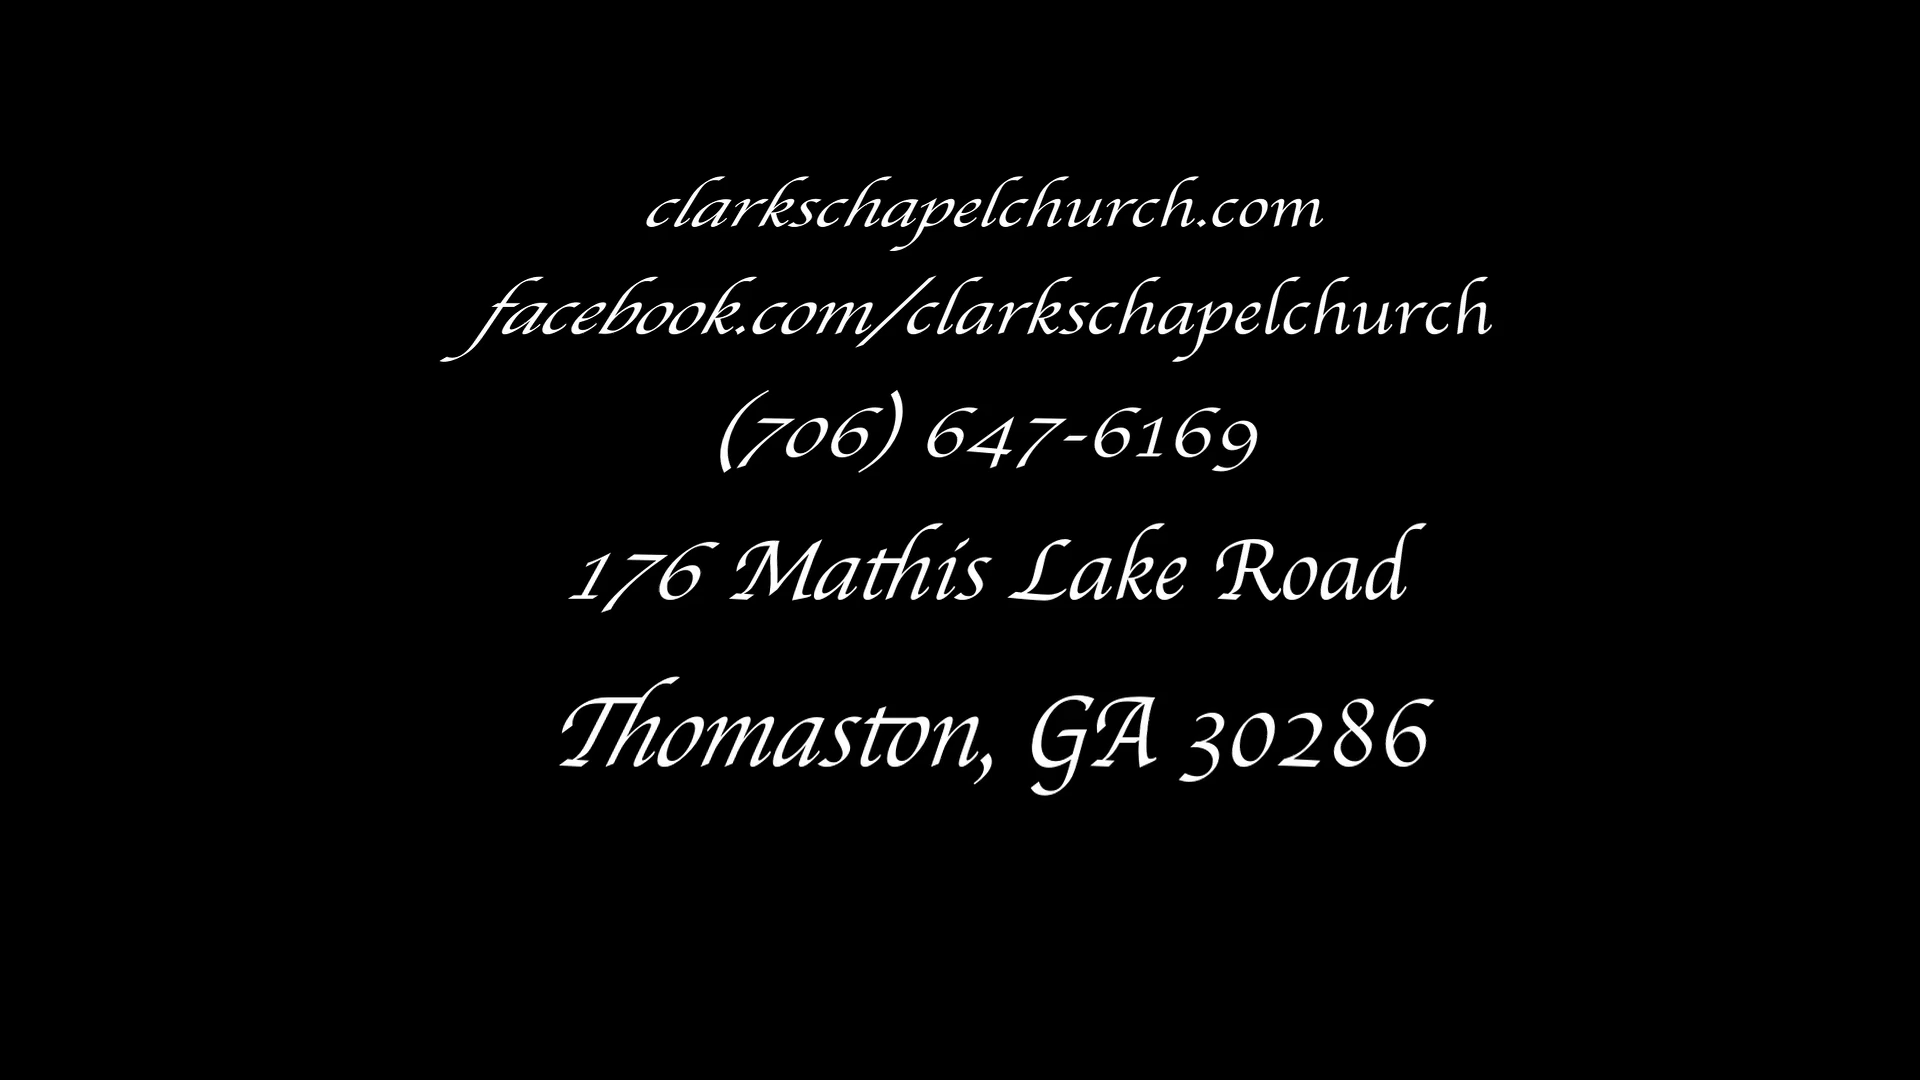 clarkschapelchurch.com
facebook.com/clarkschapelchurch
(706) 647-6169
176 Mathis Lake Road
Thomaston, GA 30286